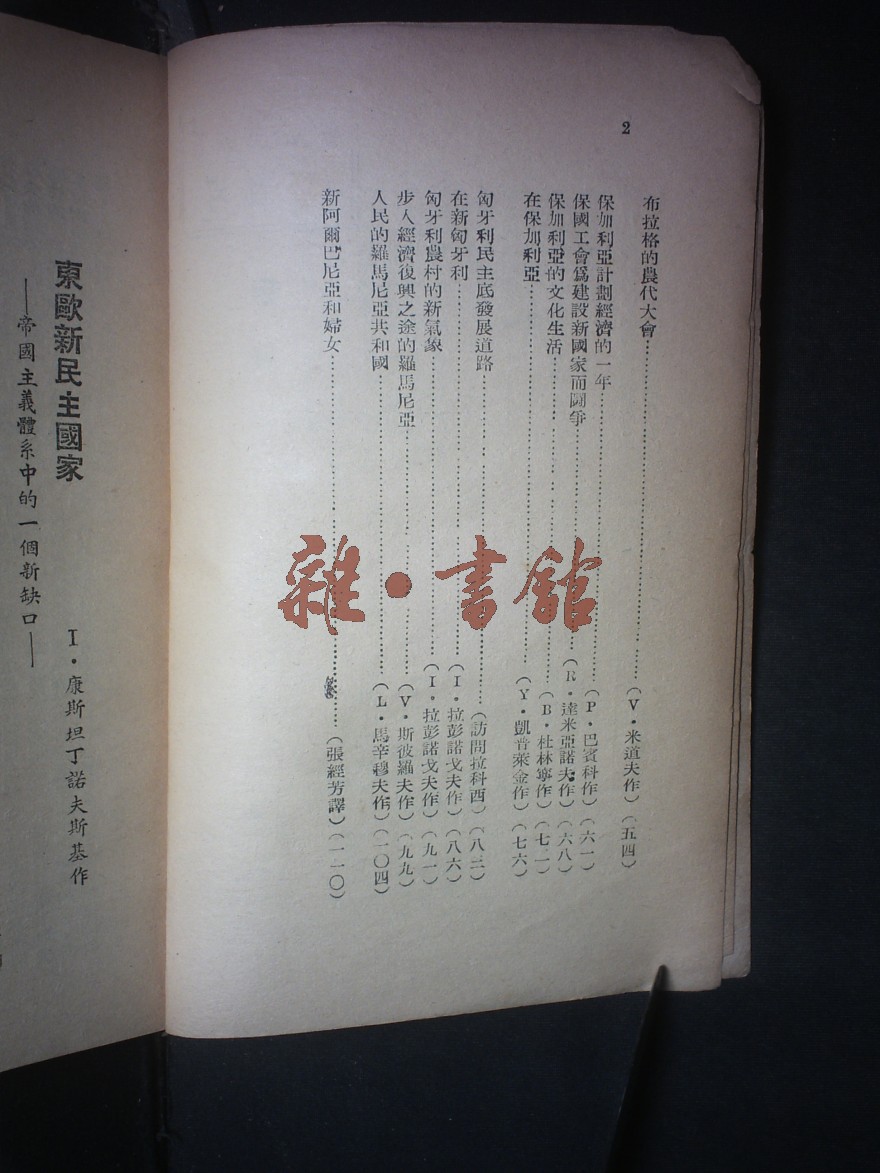 2
布拉格的農代大會……(V·米道夫作)(五四)
保加利亞計劃經濟的一年……(P·巴賓科作)(六一)
保國工會爲建設新國家而鬭爭……(R·達米亞諾夫作)(六八)
保加利亞的文化生活……(B·杜林寧作)(七二)
在保加利亞……(Y·凱普萊金作)(七六)
匈牙利民主底發展道路……(訪問拉科西)(八三)
在新匈牙利……(I·拉彭諾戈夫作)(八六)
匈牙利農村的新氣象……(I·拉彭諾戈夫作)(九一)
步入經濟復興之途的羅馬尼亞……(V·斯彼羅夫作)(九九)
人民的羅馬尼亞共和國……(L·馬辛穆夫作)(一〇四)
新阿爾巴尼亞和婦女……(張經芳譯)(一一〇)
東歐新民主國家
——帝國主義體系中的一個新缺口——
I·康斯坦丁諾夫斯基作
雜·書館